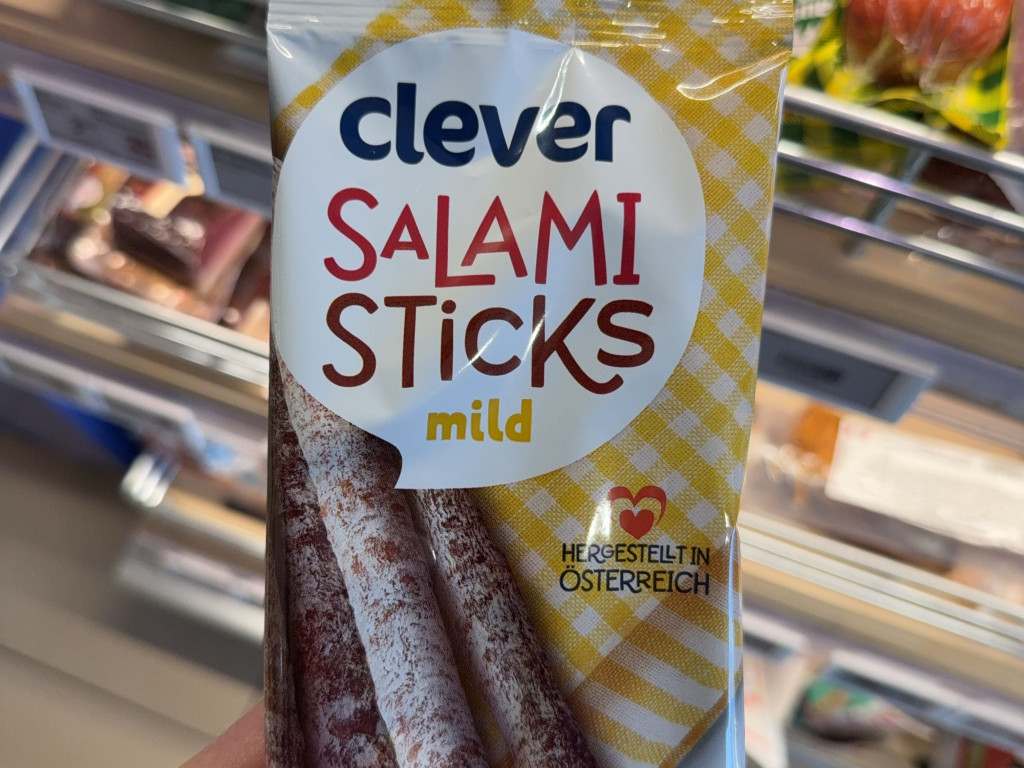 clever
SALAMI
STiCKS
mild
HERGESTELLT IN
ÖSTERREICH